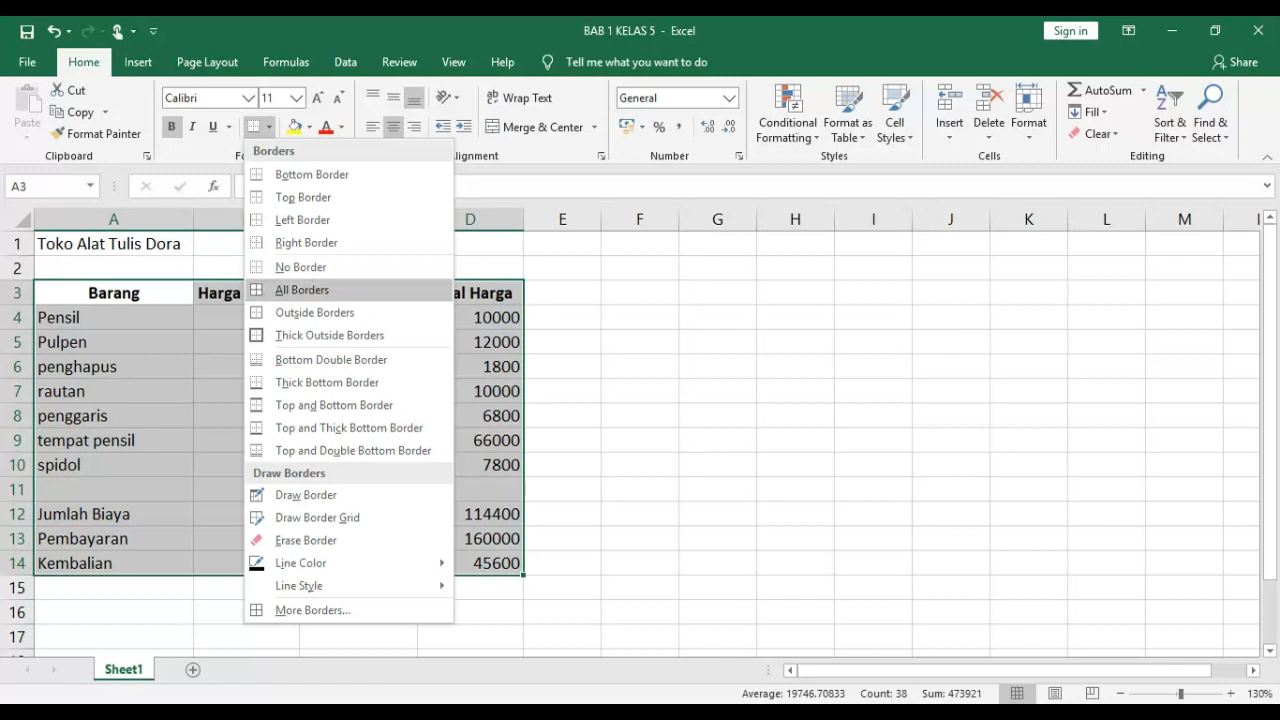 BAB 1 KELAS 5 - Excel
Sign in
File Home Insert Page Layout Formulas Data Review View Help Tell me what you want to do Share
Paste
Cut
Copy
Format Painter
Clipboard
Calibri 11
B I U
Wrap Text
Merge & Center
General
Number
Conditional Formatting
Format as Table
Cell Styles
Styles
Insert Delete Format
Cells
AutoSum
Fill
Clear
Sort & Filter
Find & Select
Editing
A3
fx
A D E F G H I J K L M
1 Toko Alat Tulis Dora
2
3 Barang Harga Harga
4 Pensil 10000
5 Pulpen 12000
6 penghapus 1800
7 rautan 10000
8 penggaris 6800
9 tempat pensil 66000
10 spidol 7800
11
12 Jumlah Biaya 114400
13 Pembayaran 160000
14 Kembalian 45600
15
16
17
Borders
Bottom Border
Top Border
Left Border
Right Border
No Border
All Borders
Outside Borders
Thick Outside Borders
Bottom Double Border
Thick Bottom Border
Top and Bottom Border
Top and Thick Bottom Border
Top and Double Bottom Border
Draw Borders
Draw Border
Draw Border Grid
Erase Border
Line Color
Line Style
More Borders...
Sheet1
Average: 19746.70833 Count: 38 Sum: 473921 130%